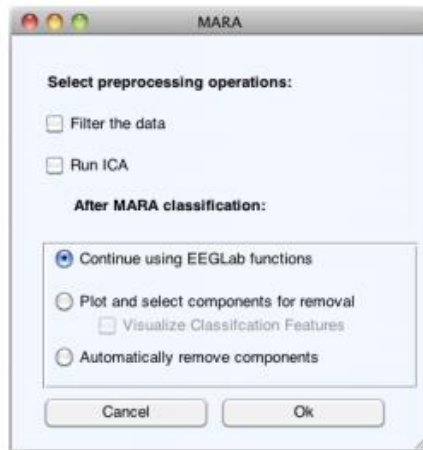 MARA
Select preprocessing operations:
Filter the data
Run ICA
After MARA classification:
Continue using EEGLab functions
Plot and select components for removal
Visualize Classifcation Features
Automatically remove components
Cancel Ok